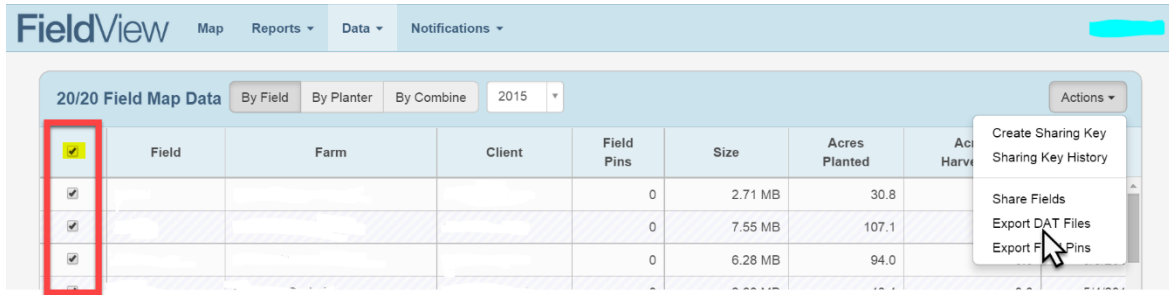 FieldView Map Reports Data Notifications
20/20 Field Map Data By Field By Planter By Combine 2015 Actions
Field Farm Client Field Pins Size Acres Planted
Create Sharing Key
Sharing Key History
Share Fields
Export DAT Files
Export Pins
0 2.71 MB 30.8
0 7.55 MB 107.1
0 6.28 MB 94.0